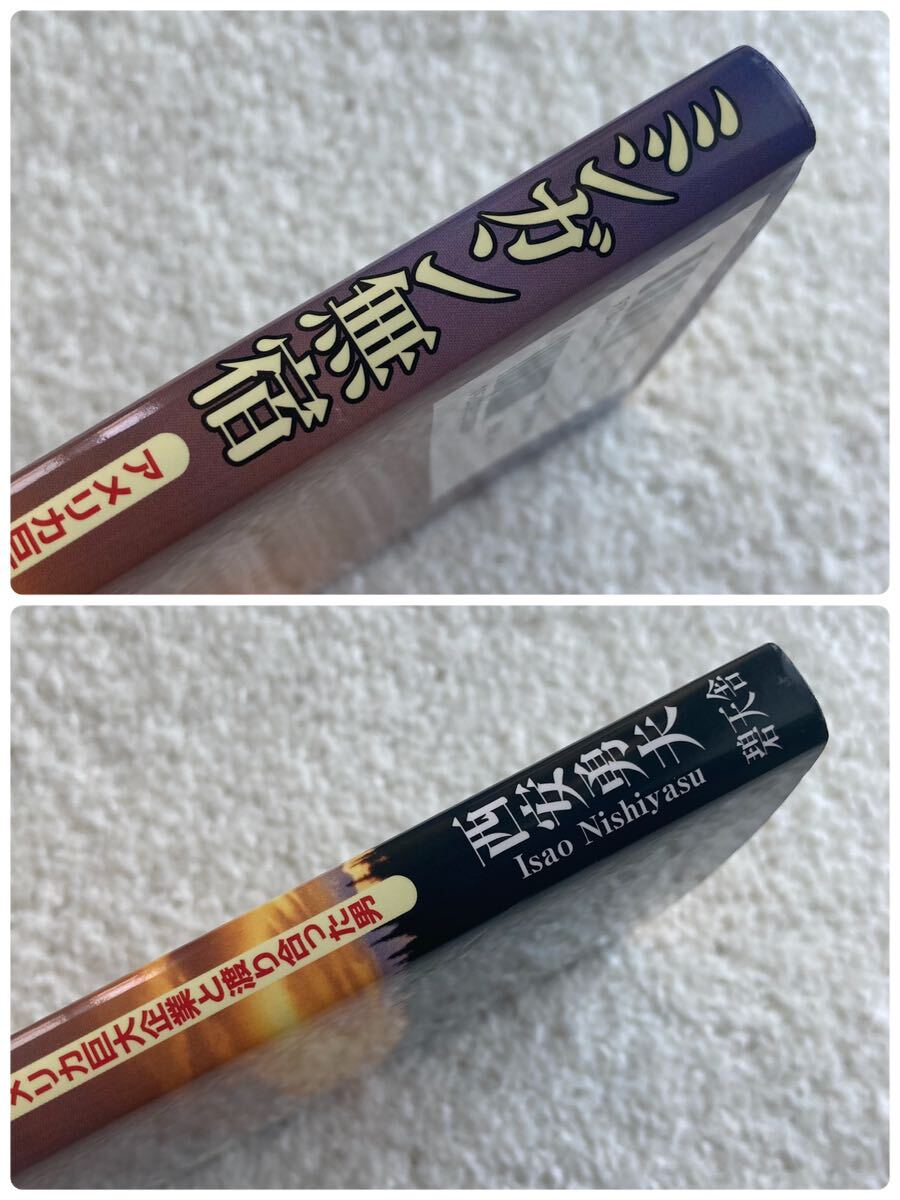 ミシガン無宿
アメリカ巨
メリカ巨大企業と渡り合った男
西安勇夫
Isao Nishiyasu
碧天舎